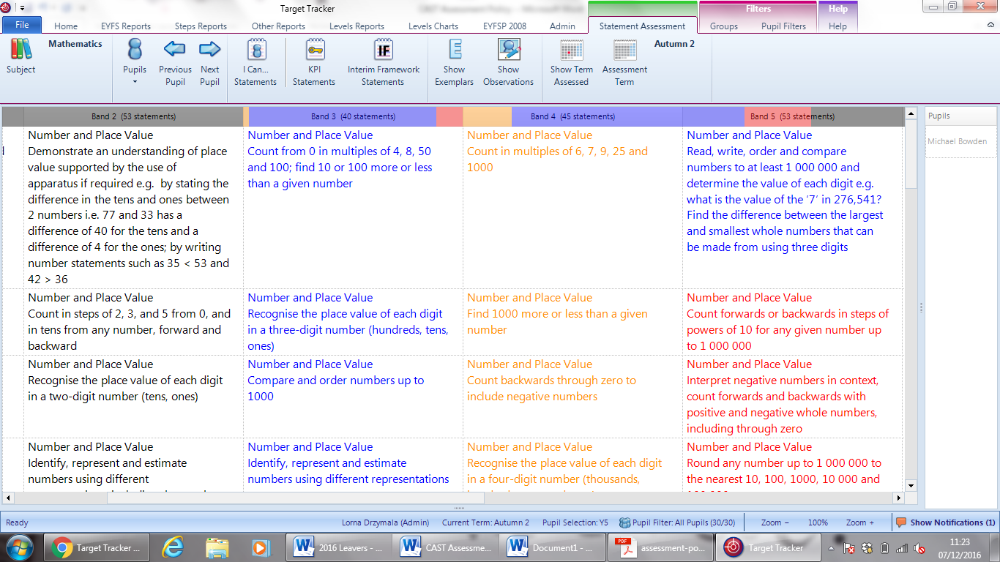 Target Tracker
Filters
Help
File
Home
EYFS Reports
Steps Reports
Other Reports
Levels Reports
Levels Charts
EYFSP 2008
Admin
Statement Assessment
Groups
Pupil Filters
Help
Mathematics
Autumn 2
Subject
Pupils
Previous
Pupil
Next
Pupil
I Can...
Statements
KPI
Statements
IF
Interim Framework
Statements
Show
Exemplars
Show
Observations
Show Term
Assessed
Assessment
Term
Band 2 (53 statements)
Band 3 (40 statements)
Band 4 (45 statements)
Band 5 (53 statements)
Pupils
Michael Bowden
Number and Place Value
Demonstrate an understanding of place
value supported by the use of
apparatus if required e.g. by stating the
difference in the tens and ones between
2 numbers i.e. 77 and 33 has a
difference of 40 for the tens and a
difference of 4 for the ones; by writing
number statements such as 35 < 53 and
42 > 36
Number and Place Value
Count from 0 in multiples of 4, 8, 50
and 100; find 10 or 100 more or less
than a given number
Number and Place Value
Count in multiples of 6, 7, 9, 25 and
1000
Number and Place Value
Read, write, order and compare
numbers to at least 1 000 000 and
determine the value of each digit e.g.
what is the value of the ‘7’ in 276,541?
Find the difference between the largest
and smallest whole numbers that can
be made from using three digits
Number and Place Value
Count in steps of 2, 3, and 5 from 0, and
in tens from any number, forward and
backward
Number and Place Value
Recognise the place value of each digit
in a three-digit number (hundreds, tens,
ones)
Number and Place Value
Find 1000 more or less than a given
number
Number and Place Value
Count forwards or backwards in steps of
powers of 10 for any given number up
to 1 000 000
Number and Place Value
Recognise the place value of each digit
in a two-digit number (tens, ones)
Number and Place Value
Compare and order numbers up to
1000
Number and Place Value
Count backwards through zero to
include negative numbers
Number and Place Value
Interpret negative numbers in context,
count forwards and backwards with
positive and negative whole numbers,
including through zero
Number and Place Value
Identify, represent and estimate
numbers using different
Number and Place Value
Identify, represent and estimate
numbers using different representations
Number and Place Value
Recognise the place value of each digit
in a four-digit number (thousands,
Number and Place Value
Round any number up to 1 000 000 to
the nearest 10, 100, 1000, 10 000 and
Ready
Lorna Drzymala (Admin)
Current Term: Autumn 2
Pupil Selection: Y5
Pupil Filter: All Pupils (30/30)
Zoom −
100%
Zoom +
Show Notifications (1)
Target Tracker ...
2016 Leavers - ...
CAST Assessme...
Document1 - ...
assessment-po...
Target Tracker
11:23
07/12/2016